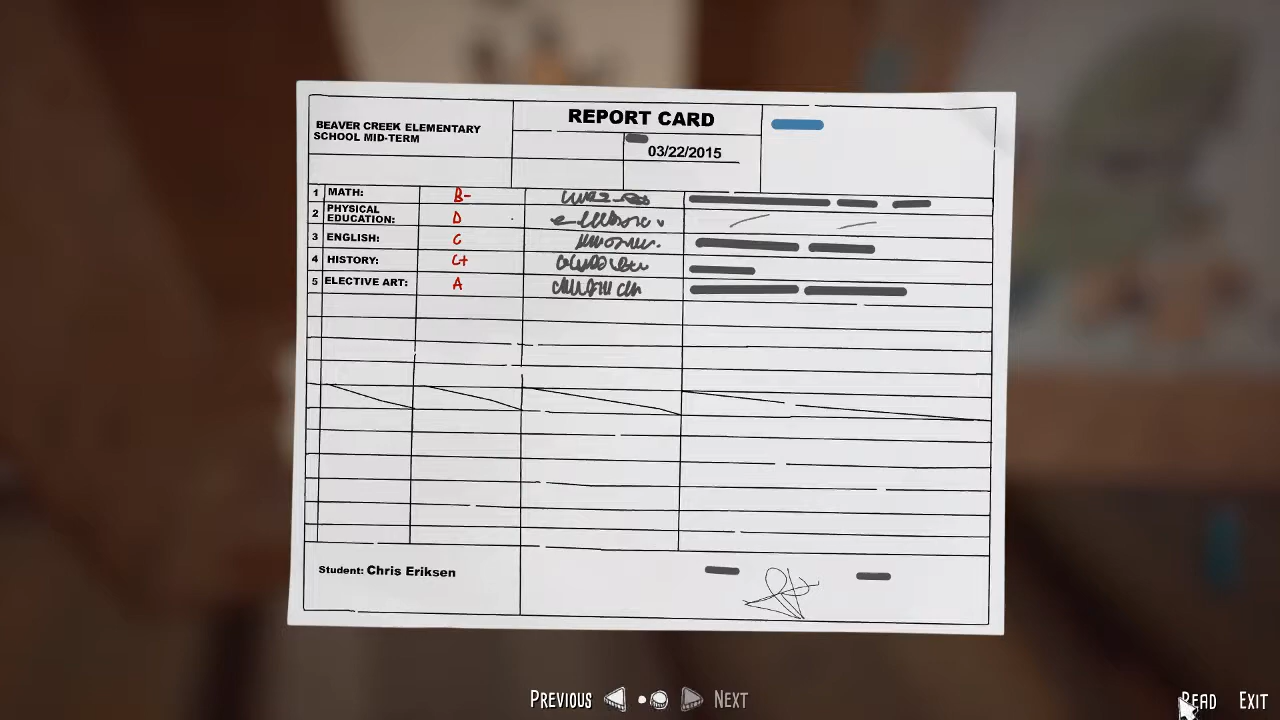 REPORT CARD
BEAVER CREEK ELEMENTARY
SCHOOL MID-TERM
03/22/2015
1 MATH: B-
2 PHYSICAL
EDUCATION: D
3 ENGLISH: C
4 HISTORY: C+
5 ELECTIVE ART: A
Student: Chris Eriksen
PREVIOUS NEXT
READ EXIT